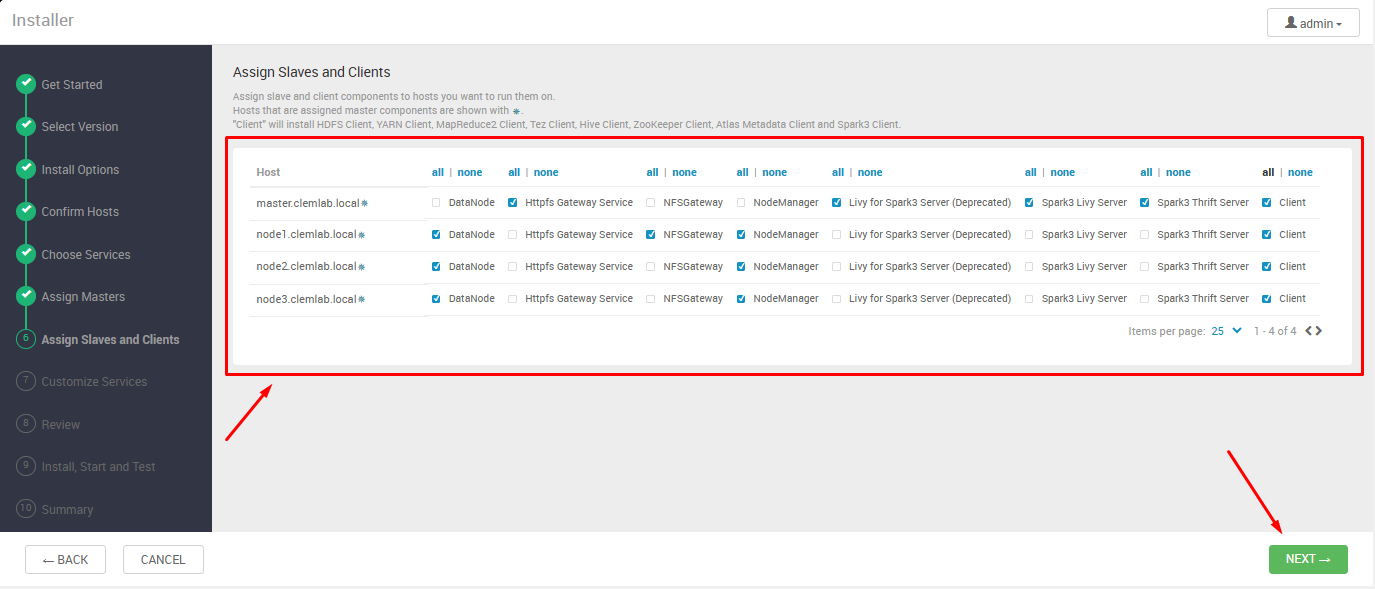 Installer
admin
Get Started
Select Version
Install Options
Confirm Hosts
Choose Services
Assign Masters
6 Assign Slaves and Clients
7 Customize Services
8 Review
9 Install, Start and Test
10 Summary
Assign Slaves and Clients
Assign slave and client components to hosts you want to run them on.
Hosts that are assigned master components are shown with ✵.
"Client" will install HDFS Client, YARN Client, MapReduce2 Client, Tez Client, Hive Client, ZooKeeper Client, Atlas Metadata Client and Spark3 Client.
Host all | none all | none all | none all | none all | none all | none all | none all | none
master.clemlab.local✵ DataNode Httpfs Gateway Service NFSGateway NodeManager Livy for Spark3 Server (Deprecated) Spark3 Livy Server Spark3 Thrift Server Client
node1.clemlab.local✵ DataNode Httpfs Gateway Service NFSGateway NodeManager Livy for Spark3 Server (Deprecated) Spark3 Livy Server Spark3 Thrift Server Client
node2.clemlab.local✵ DataNode Httpfs Gateway Service NFSGateway NodeManager Livy for Spark3 Server (Deprecated) Spark3 Livy Server Spark3 Thrift Server Client
node3.clemlab.local✵ DataNode Httpfs Gateway Service NFSGateway NodeManager Livy for Spark3 Server (Deprecated) Spark3 Livy Server Spark3 Thrift Server Client
Items per page: 25 1 - 4 of 4
← BACK
CANCEL
NEXT →